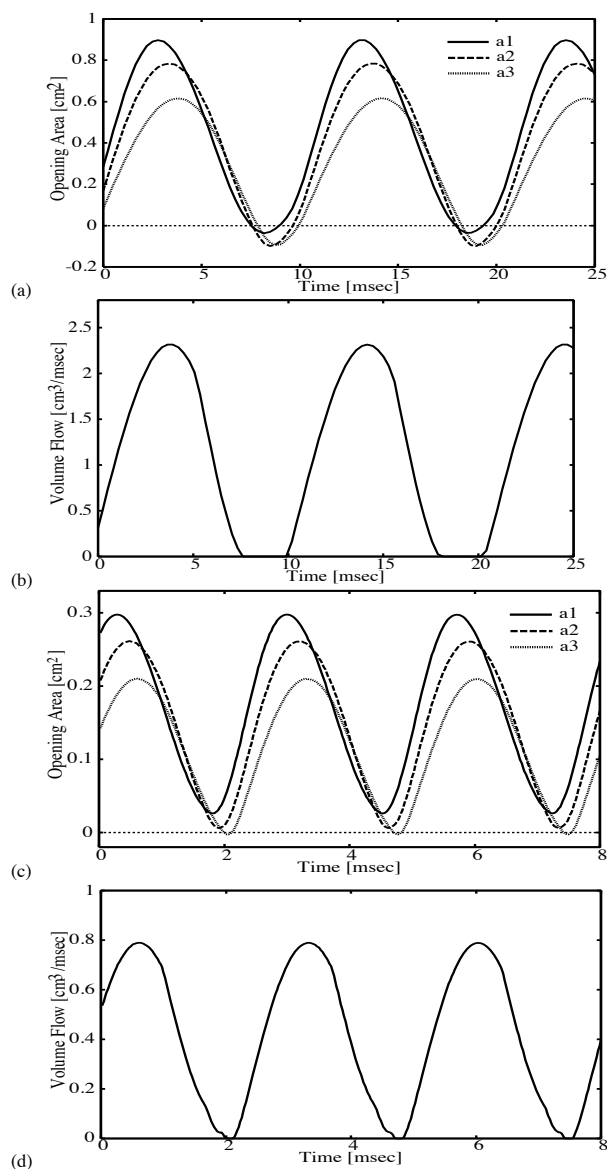 1
0.8
0.6
0.4
0.2
0
-0.2
Opening Area [cm2]
a1
a2
a3
0 5 10 15 20 25
Time [msec]
(a)
2.5
2
1.5
1
0.5
0
Volume Flow [cm3/msec]
0 5 10 15 20 25
Time [msec]
(b)
0.3
0.2
0.1
0
Opening Area [cm2]
a1
a2
a3
0 2 4 6 8
Time [msec]
(c)
1
0.8
0.6
0.4
0.2
0
Volume Flow [cm3/msec]
0 2 4 6 8
Time [msec]
(d)